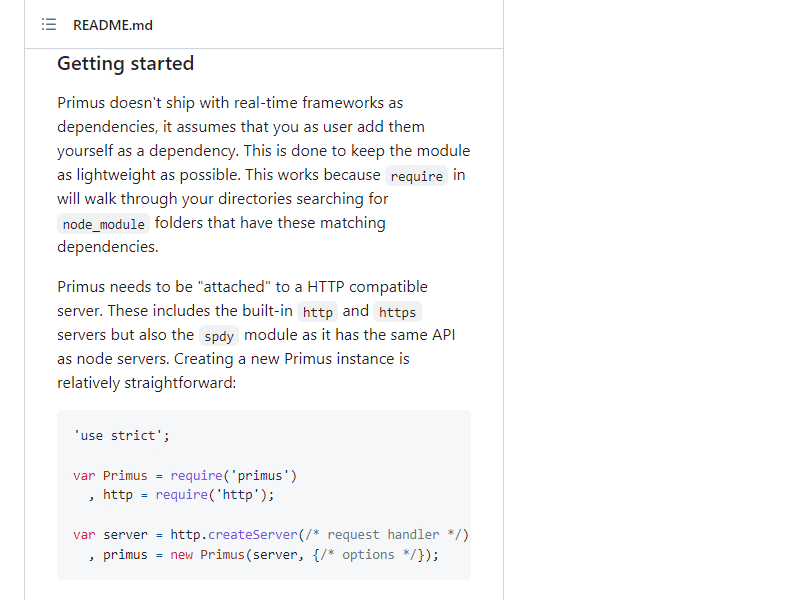 README.md
Getting started
Primus doesn't ship with real-time frameworks as
dependencies, it assumes that you as user add them
yourself as a dependency. This is done to keep the module
as lightweight as possible. This works because require in
will walk through your directories searching for
node_module folders that have these matching
dependencies.
Primus needs to be "attached" to a HTTP compatible
server. These includes the built-in http and https
servers but also the spdy module as it has the same API
as node servers. Creating a new Primus instance is
relatively straightforward:
'use strict';
var Primus = require('primus')
  , http = require('http');
var server = http.createServer(/* request handler */)
  , primus = new Primus(server, {/* options */});